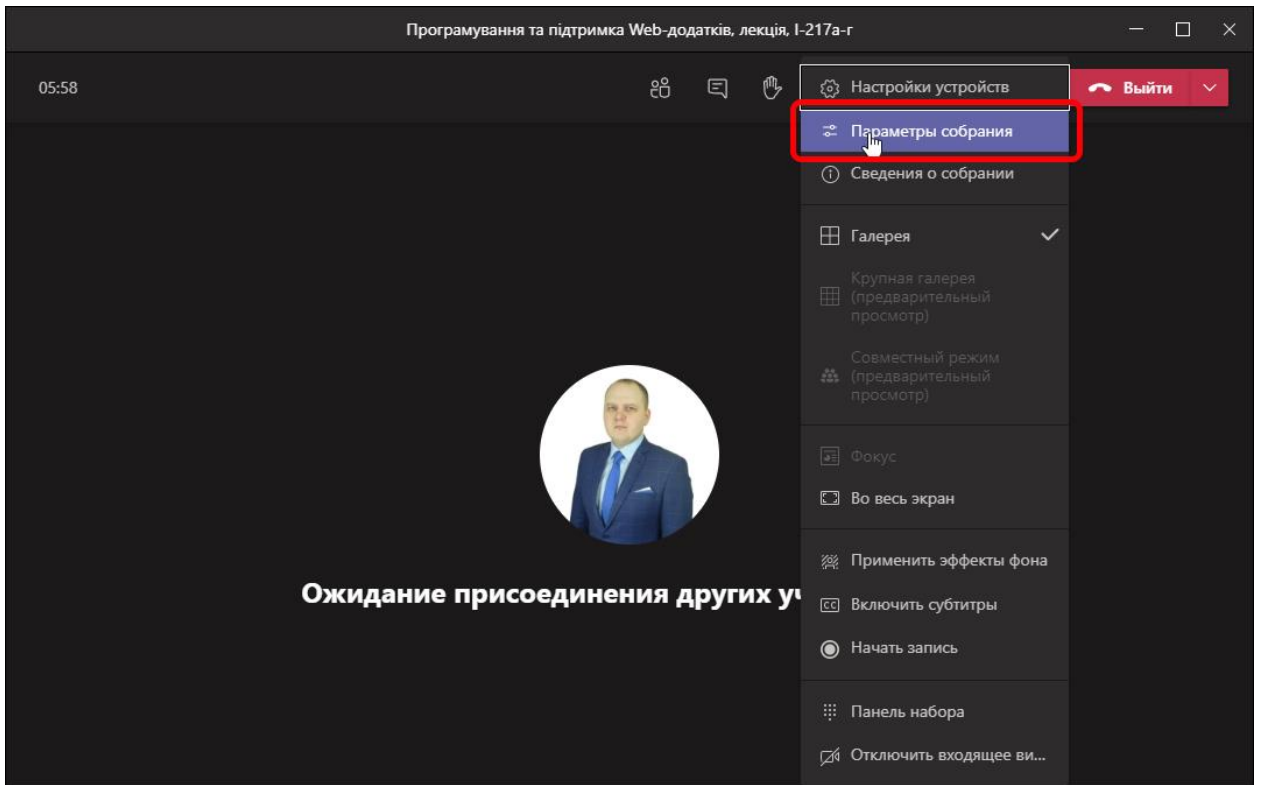 Програмування та підтримка Web-додатків, лекція, І-217а-г
05:58
Выйти
Настройки устройств
Параметры собрания
Сведения о собрании
Галерея
Крупная галерея
(предварительный
просмотр)
Совместный режим
(предварительный
просмотр)
Фокус
Во весь экран
Ожидание присоединения других уч
Применить эффекты фона
CC Включить субтитры
Начать запись
Панель набора
Отключить входящее ви...